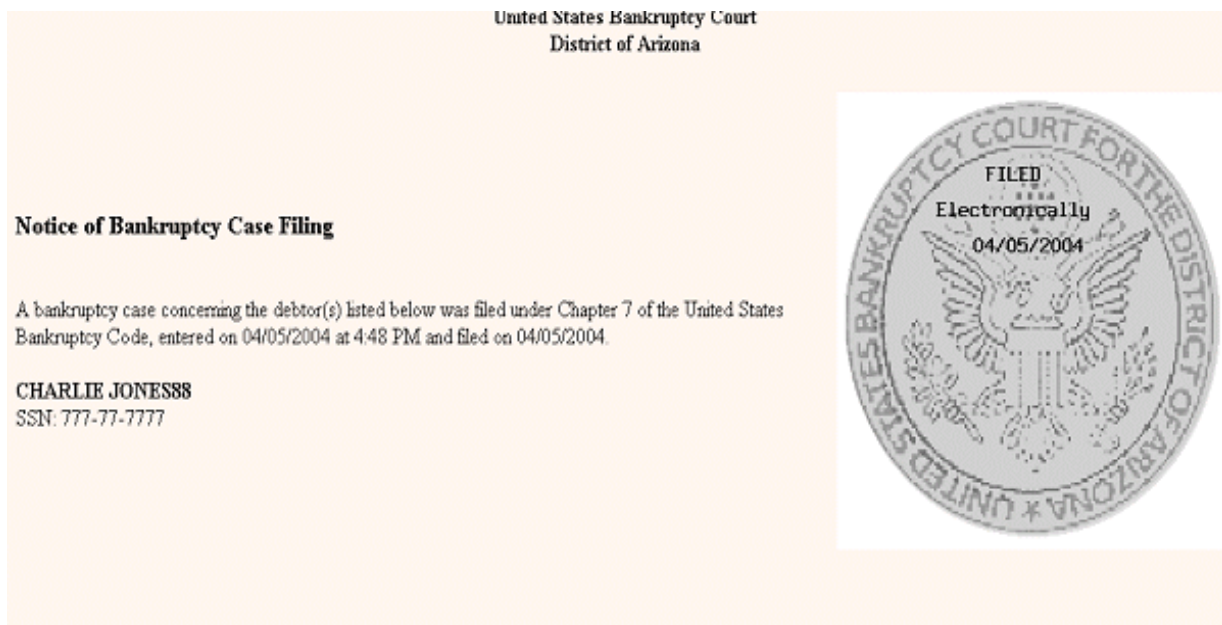 United States Bankruptcy Court
District of Arizona
UNITED STATES BANKRUPTCY COURT FOR THE DISTRICT OF ARIZONA
FILED
Electronically
04/05/2004
Notice of Bankruptcy Case Filing
A bankruptcy case concerning the debtor(s) listed below was filed under Chapter 7 of the United States
Bankruptcy Code, entered on 04/05/2004 at 4:48 PM and filed on 04/05/2004.
CHARLIE JONES88
SSN: 777-77-7777